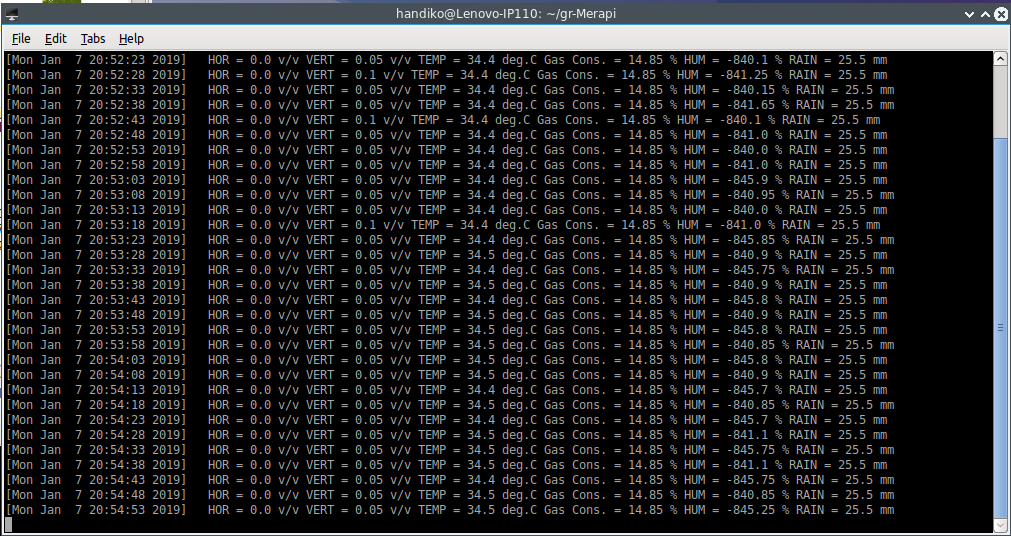 handiko@Lenovo-IP110: ~/gr-Merapi
File Edit Tabs Help
[Mon Jan  7 20:52:23 2019]   HOR = 0.0 v/v VERT = 0.05 v/v TEMP = 34.4 deg.C Gas Cons. = 14.85 % HUM = -840.1 % RAIN = 25.5 mm
[Mon Jan  7 20:52:28 2019]   HOR = 0.0 v/v VERT = 0.1 v/v TEMP = 34.4 deg.C Gas Cons. = 14.85 % HUM = -841.25 % RAIN = 25.5 mm
[Mon Jan  7 20:52:33 2019]   HOR = 0.0 v/v VERT = 0.05 v/v TEMP = 34.4 deg.C Gas Cons. = 14.85 % HUM = -840.15 % RAIN = 25.5 mm
[Mon Jan  7 20:52:38 2019]   HOR = 0.0 v/v VERT = 0.05 v/v TEMP = 34.4 deg.C Gas Cons. = 14.85 % HUM = -841.65 % RAIN = 25.5 mm
[Mon Jan  7 20:52:43 2019]   HOR = 0.0 v/v VERT = 0.1 v/v TEMP = 34.4 deg.C Gas Cons. = 14.85 % HUM = -840.1 % RAIN = 25.5 mm
[Mon Jan  7 20:52:48 2019]   HOR = 0.0 v/v VERT = 0.05 v/v TEMP = 34.4 deg.C Gas Cons. = 14.85 % HUM = -841.0 % RAIN = 25.5 mm
[Mon Jan  7 20:52:53 2019]   HOR = 0.0 v/v VERT = 0.05 v/v TEMP = 34.4 deg.C Gas Cons. = 14.85 % HUM = -840.0 % RAIN = 25.5 mm
[Mon Jan  7 20:52:58 2019]   HOR = 0.0 v/v VERT = 0.05 v/v TEMP = 34.4 deg.C Gas Cons. = 14.85 % HUM = -841.0 % RAIN = 25.5 mm
[Mon Jan  7 20:53:03 2019]   HOR = 0.0 v/v VERT = 0.05 v/v TEMP = 34.4 deg.C Gas Cons. = 14.85 % HUM = -845.9 % RAIN = 25.5 mm
[Mon Jan  7 20:53:08 2019]   HOR = 0.0 v/v VERT = 0.05 v/v TEMP = 34.4 deg.C Gas Cons. = 14.85 % HUM = -840.95 % RAIN = 25.5 mm
[Mon Jan  7 20:53:13 2019]   HOR = 0.0 v/v VERT = 0.05 v/v TEMP = 34.4 deg.C Gas Cons. = 14.85 % HUM = -840.0 % RAIN = 25.5 mm
[Mon Jan  7 20:53:18 2019]   HOR = 0.0 v/v VERT = 0.1 v/v TEMP = 34.4 deg.C Gas Cons. = 14.85 % HUM = -841.0 % RAIN = 25.5 mm
[Mon Jan  7 20:53:23 2019]   HOR = 0.0 v/v VERT = 0.05 v/v TEMP = 34.4 deg.C Gas Cons. = 14.85 % HUM = -845.85 % RAIN = 25.5 mm
[Mon Jan  7 20:53:28 2019]   HOR = 0.0 v/v VERT = 0.05 v/v TEMP = 34.5 deg.C Gas Cons. = 14.85 % HUM = -840.9 % RAIN = 25.5 mm
[Mon Jan  7 20:53:33 2019]   HOR = 0.0 v/v VERT = 0.05 v/v TEMP = 34.4 deg.C Gas Cons. = 14.85 % HUM = -845.75 % RAIN = 25.5 mm
[Mon Jan  7 20:53:38 2019]   HOR = 0.0 v/v VERT = 0.05 v/v TEMP = 34.5 deg.C Gas Cons. = 14.85 % HUM = -840.9 % RAIN = 25.5 mm
[Mon Jan  7 20:53:43 2019]   HOR = 0.0 v/v VERT = 0.05 v/v TEMP = 34.4 deg.C Gas Cons. = 14.85 % HUM = -845.8 % RAIN = 25.5 mm
[Mon Jan  7 20:53:48 2019]   HOR = 0.0 v/v VERT = 0.05 v/v TEMP = 34.5 deg.C Gas Cons. = 14.85 % HUM = -840.9 % RAIN = 25.5 mm
[Mon Jan  7 20:53:53 2019]   HOR = 0.0 v/v VERT = 0.05 v/v TEMP = 34.5 deg.C Gas Cons. = 14.85 % HUM = -845.8 % RAIN = 25.5 mm
[Mon Jan  7 20:53:58 2019]   HOR = 0.0 v/v VERT = 0.05 v/v TEMP = 34.5 deg.C Gas Cons. = 14.85 % HUM = -840.85 % RAIN = 25.5 mm
[Mon Jan  7 20:54:03 2019]   HOR = 0.0 v/v VERT = 0.05 v/v TEMP = 34.4 deg.C Gas Cons. = 14.85 % HUM = -845.8 % RAIN = 25.5 mm
[Mon Jan  7 20:54:08 2019]   HOR = 0.0 v/v VERT = 0.05 v/v TEMP = 34.5 deg.C Gas Cons. = 14.85 % HUM = -840.9 % RAIN = 25.5 mm
[Mon Jan  7 20:54:13 2019]   HOR = 0.0 v/v VERT = 0.05 v/v TEMP = 34.4 deg.C Gas Cons. = 14.85 % HUM = -845.7 % RAIN = 25.5 mm
[Mon Jan  7 20:54:18 2019]   HOR = 0.0 v/v VERT = 0.05 v/v TEMP = 34.5 deg.C Gas Cons. = 14.85 % HUM = -840.85 % RAIN = 25.5 mm
[Mon Jan  7 20:54:23 2019]   HOR = 0.0 v/v VERT = 0.05 v/v TEMP = 34.4 deg.C Gas Cons. = 14.85 % HUM = -845.7 % RAIN = 25.5 mm
[Mon Jan  7 20:54:28 2019]   HOR = 0.0 v/v VERT = 0.05 v/v TEMP = 34.5 deg.C Gas Cons. = 14.85 % HUM = -841.1 % RAIN = 25.5 mm
[Mon Jan  7 20:54:33 2019]   HOR = 0.0 v/v VERT = 0.05 v/v TEMP = 34.5 deg.C Gas Cons. = 14.85 % HUM = -845.75 % RAIN = 25.5 mm
[Mon Jan  7 20:54:38 2019]   HOR = 0.0 v/v VERT = 0.05 v/v TEMP = 34.5 deg.C Gas Cons. = 14.85 % HUM = -841.1 % RAIN = 25.5 mm
[Mon Jan  7 20:54:43 2019]   HOR = 0.0 v/v VERT = 0.05 v/v TEMP = 34.4 deg.C Gas Cons. = 14.85 % HUM = -845.75 % RAIN = 25.5 mm
[Mon Jan  7 20:54:48 2019]   HOR = 0.0 v/v VERT = 0.05 v/v TEMP = 34.5 deg.C Gas Cons. = 14.85 % HUM = -840.85 % RAIN = 25.5 mm
[Mon Jan  7 20:54:53 2019]   HOR = 0.0 v/v VERT = 0.05 v/v TEMP = 34.5 deg.C Gas Cons. = 14.85 % HUM = -845.25 % RAIN = 25.5 mm